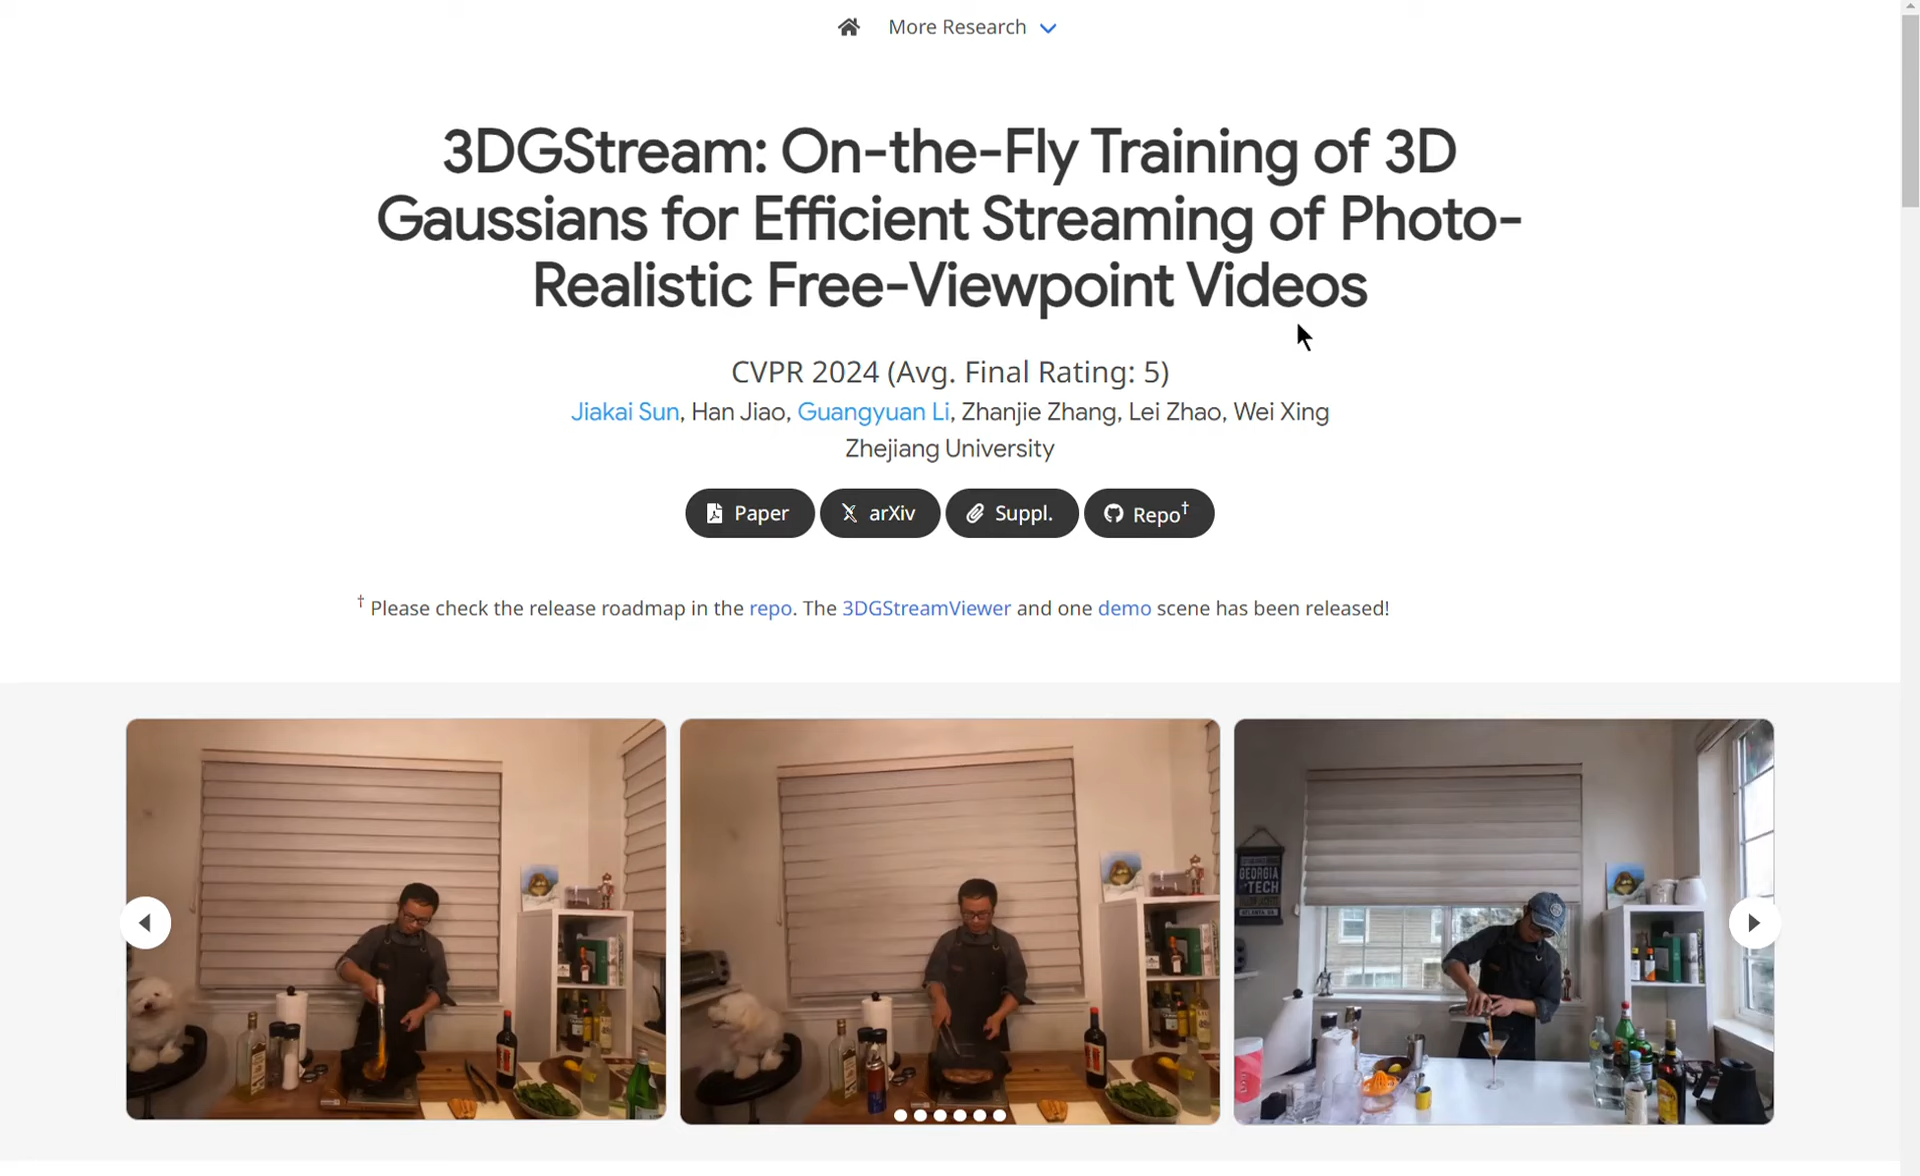 More Research
3DGStream: On-the-Fly Training of 3D
Gaussians for Efficient Streaming of Photo-
Realistic Free-Viewpoint Videos
CVPR 2024 (Avg. Final Rating: 5)
Jiakai Sun, Han Jiao, Guangyuan Li, Zhanjie Zhang, Lei Zhao, Wei Xing
Zhejiang University
Paper
arXiv
Suppl.
Repo†
† Please check the release roadmap in the repo. The 3DGStreamViewer and one demo scene has been released!
GEORGIA
TECH